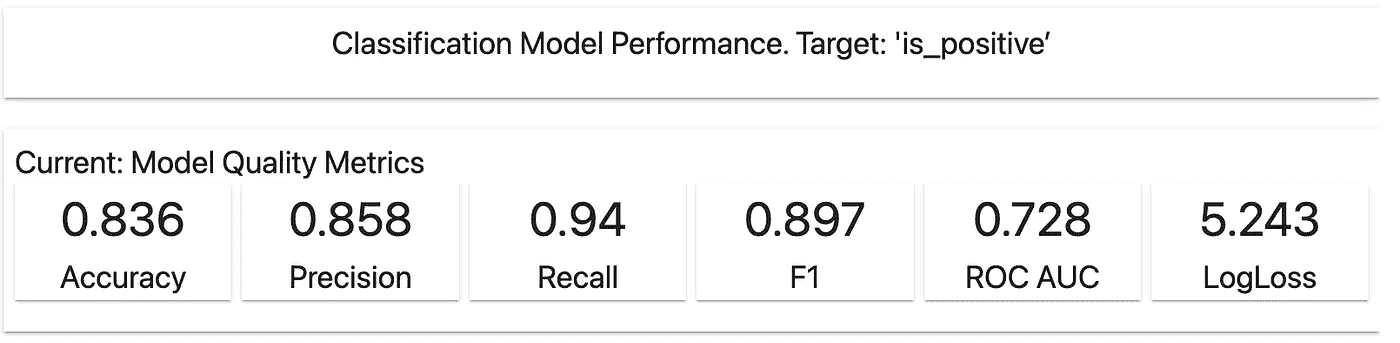 Classification Model Performance. Target: 'is_positive’
Current: Model Quality Metrics
0.836 0.858 0.94 0.897 0.728 5.243
Accuracy Precision Recall F1 ROC AUC LogLoss